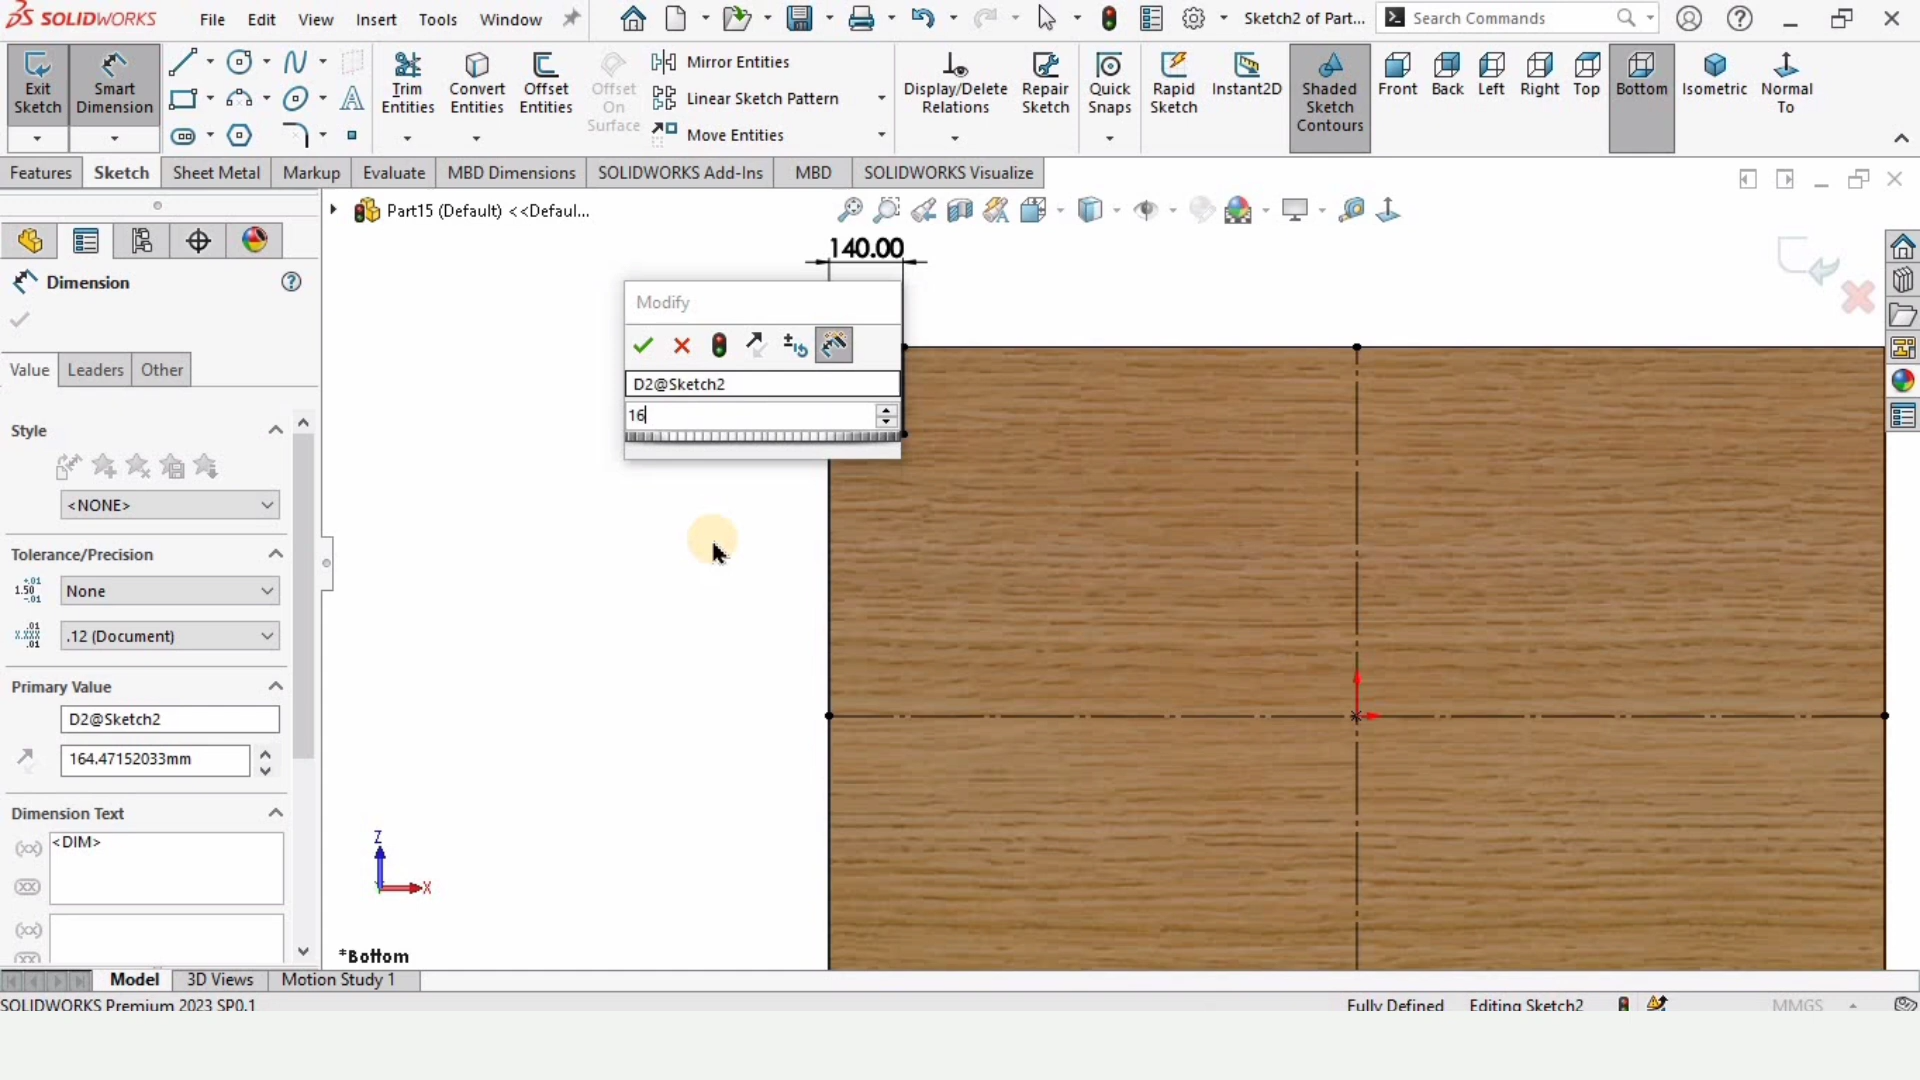 SOLIDWORKS File Edit View Insert Tools Window Sketch2 of Part... Search Commands
Exit Sketch
Smart Dimension
Trim Entities
Convert Entities
Offset Entities
Offset On Surface
Mirror Entities
Linear Sketch Pattern
Move Entities
Display/Delete Relations
Repair Sketch
Quick Snaps
Rapid Sketch
Instant2D
Shaded Sketch Contours
Front Back Left Right Top Bottom Isometric
Normal To
Features Sketch Sheet Metal Markup Evaluate MBD Dimensions SOLIDWORKS Add-Ins MBD SOLIDWORKS Visualize
Part15 (Default) <<Defaul...
140.00
Dimension
Modify
D2@Sketch2
16
Value Leaders Other
Style
<NONE>
Tolerance/Precision
None
.12 (Document)
Primary Value
D2@Sketch2
164.47152033mm
Dimension Text
<DIM>
Z
X
*Bottom
Model 3D Views Motion Study 1
SOLIDWORKS Premium 2023 SP0.1 Fully Defined Editing Sketch2 MMGS